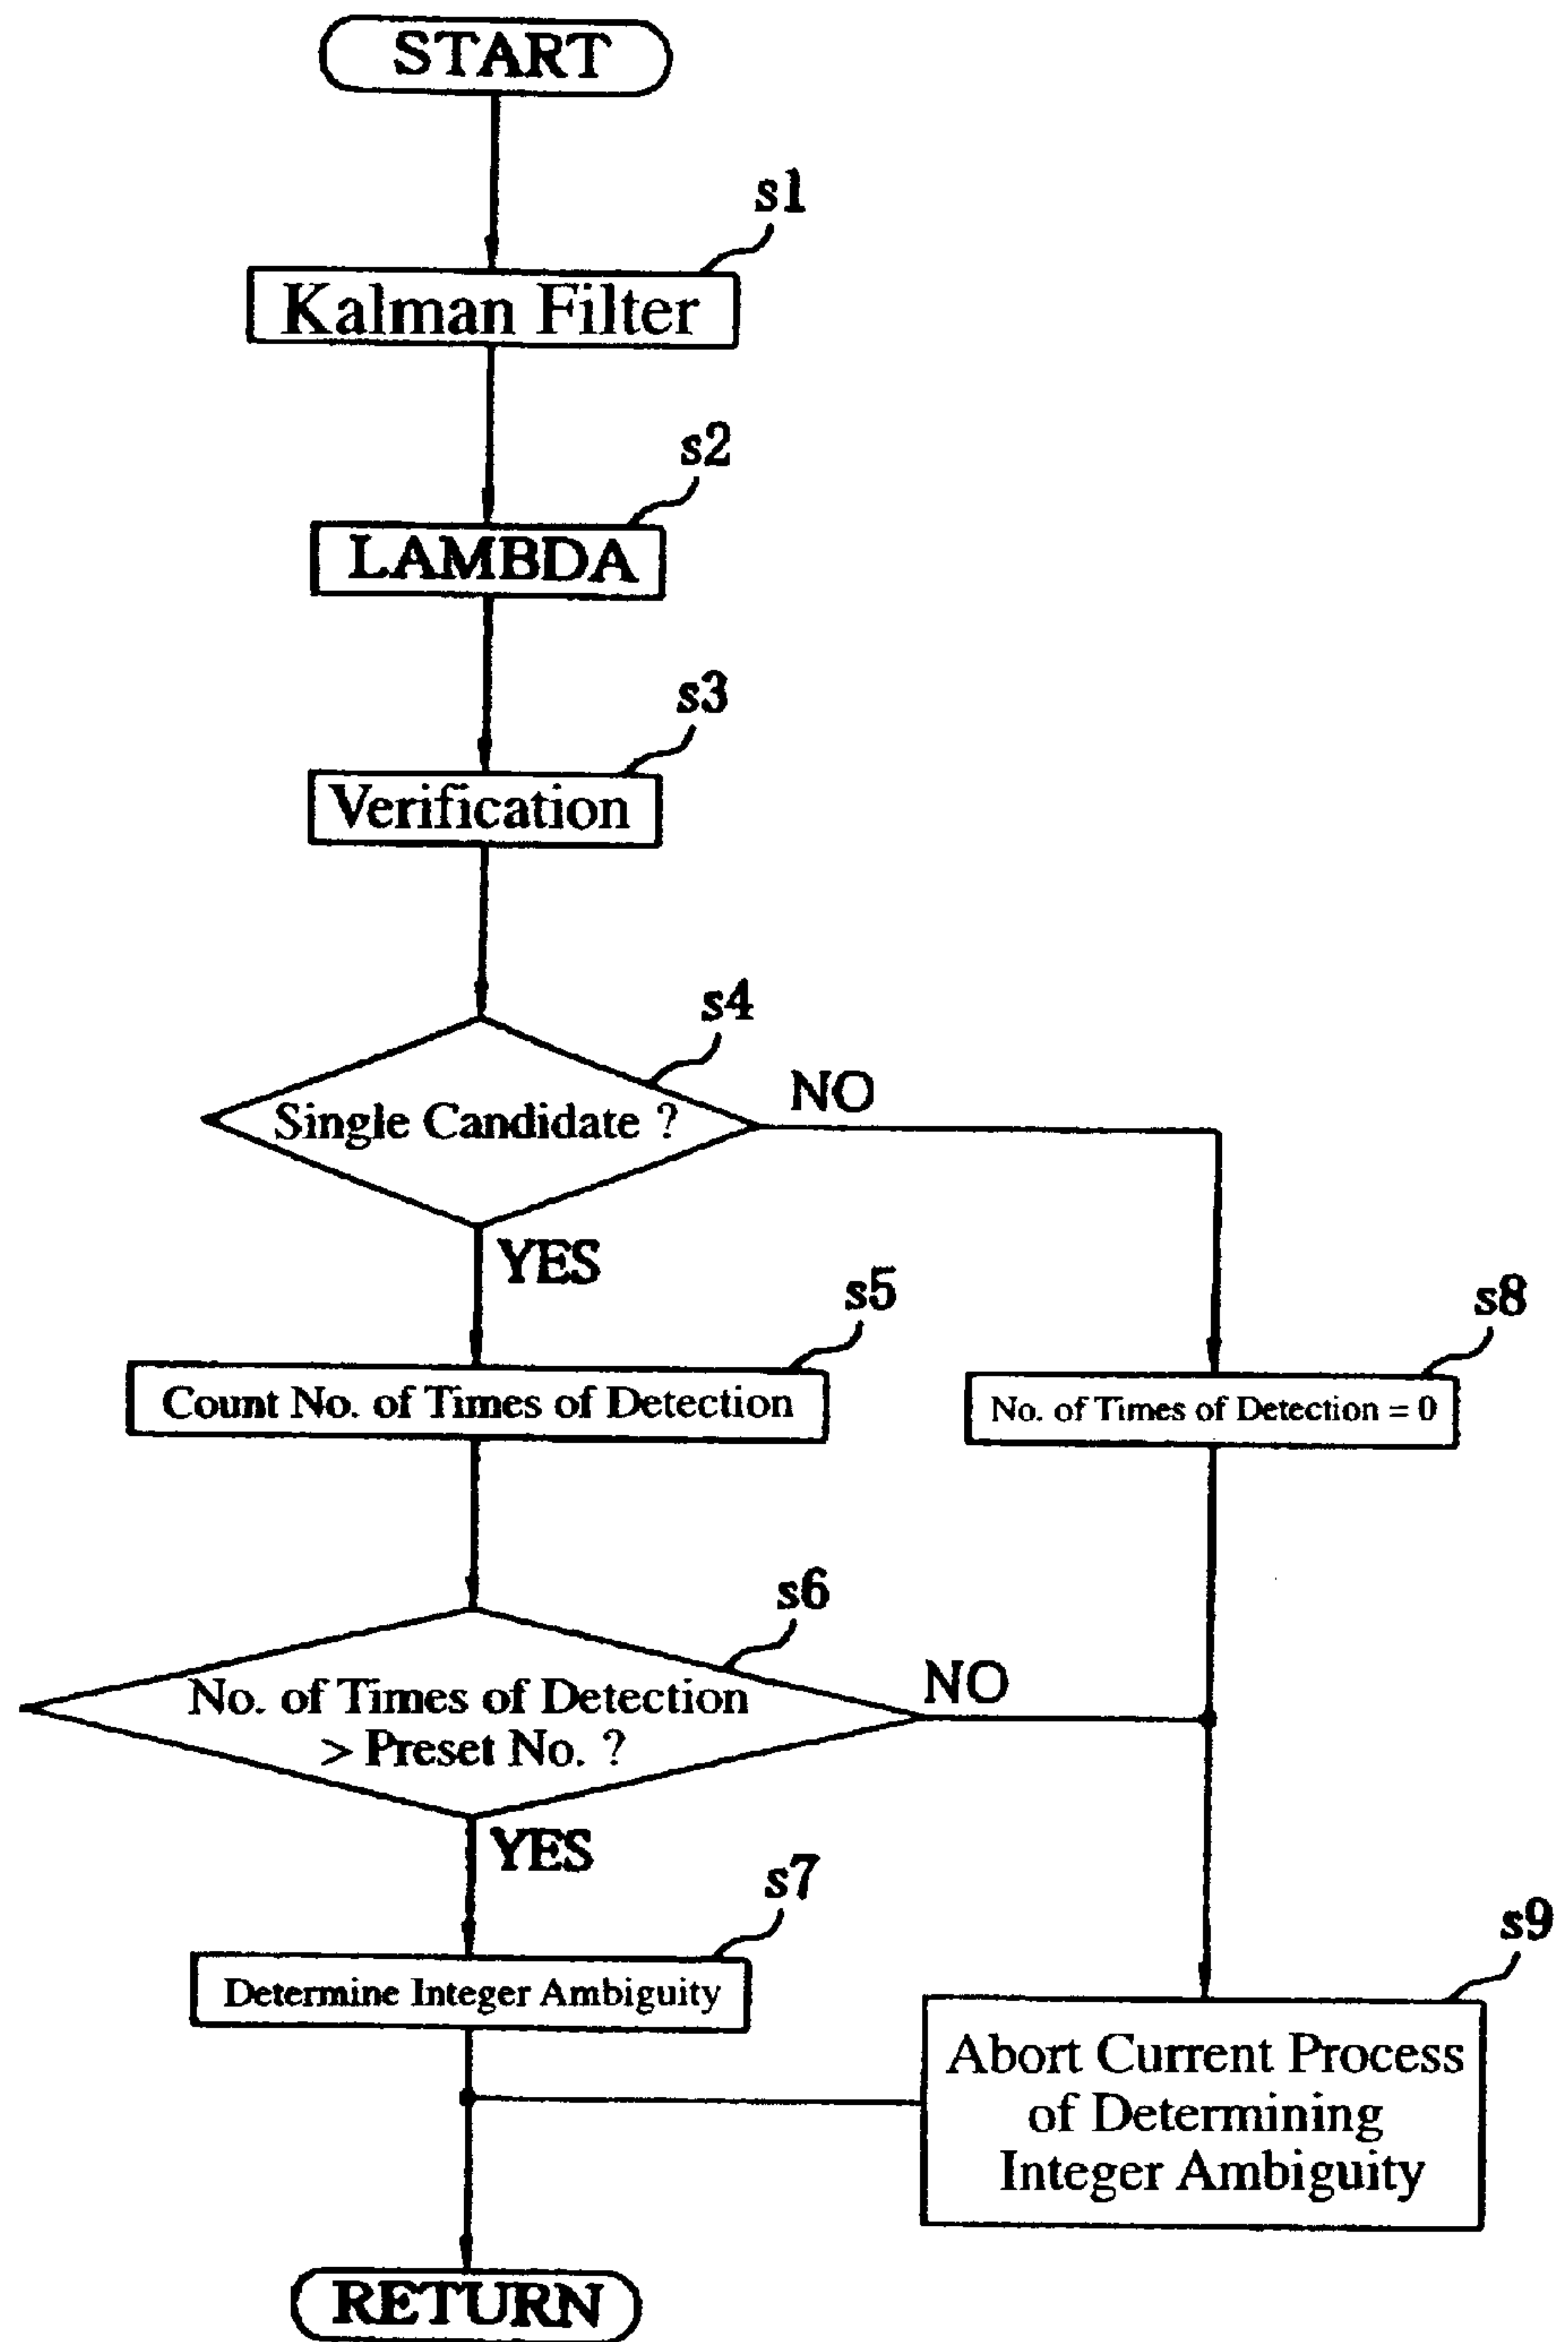 START
s1
Kalman Filter
s2
LAMBDA
s3
Verification
s4
Single Candidate ?
NO
YES
s5
Count No. of Times of Detection
s8
No. of Times of Detection = 0
s6
No. of Times of Detection
> Preset No. ?
NO
YES
s7
Determine Integer Ambiguity
s9
Abort Current Process
of Determining
Integer Ambiguity
RETURN